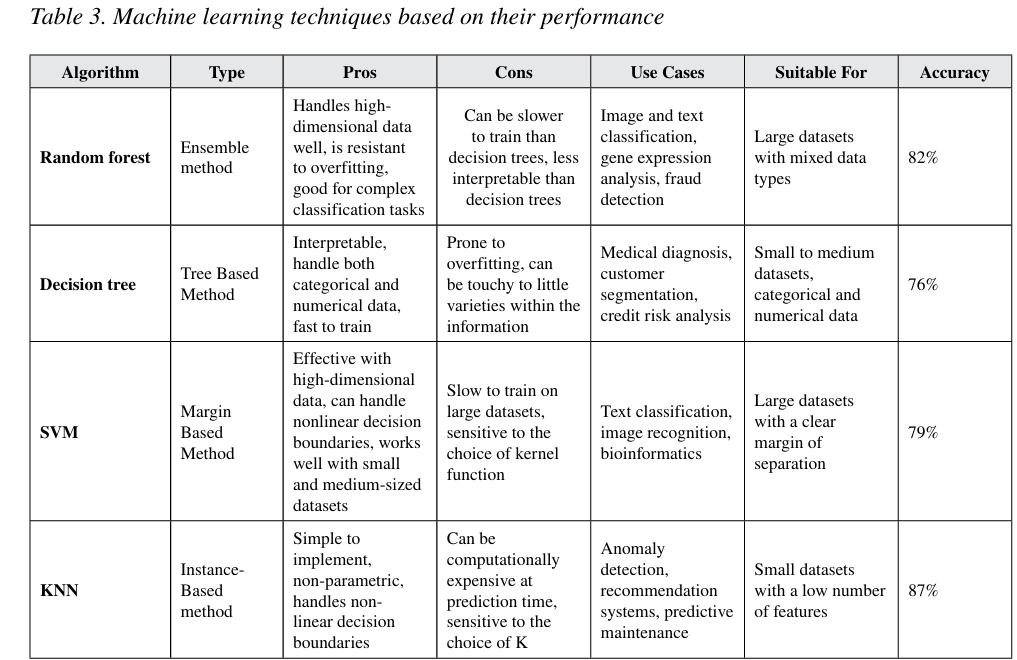 Table 3. Machine learning techniques based on their performance
Algorithm Type Pros Cons Use Cases Suitable For Accuracy
Random forest
Ensemble
method
Handles high-
dimensional data
well, is resistant
to overfitting,
good for complex
classification tasks
Can be slower
to train than
decision trees, less
interpretable than
decision trees
Image and text
classification,
gene expression
analysis, fraud
detection
Large datasets
with mixed data
types
82%
Decision tree
Tree Based
Method
Interpretable,
handle both
categorical and
numerical data,
fast to train
Prone to
overfitting, can
be touchy to little
varieties within the
information
Medical diagnosis,
customer
segmentation,
credit risk analysis
Small to medium
datasets,
categorical and
numerical data
76%
SVM
Margin
Based
Method
Effective with
high-dimensional
data, can handle
nonlinear decision
boundaries, works
well with small
and medium-sized
datasets
Slow to train on
large datasets,
sensitive to the
choice of kernel
function
Text classification,
image recognition,
bioinformatics
Large datasets
with a clear
margin of
separation
79%
KNN
Instance-
Based
method
Simple to
implement,
non-parametric,
handles non-
linear decision
boundaries
Can be
computationally
expensive at
prediction time,
sensitive to the
choice of K
Anomaly
detection,
recommendation
systems, predictive
maintenance
Small datasets
with a low number
of features
87%